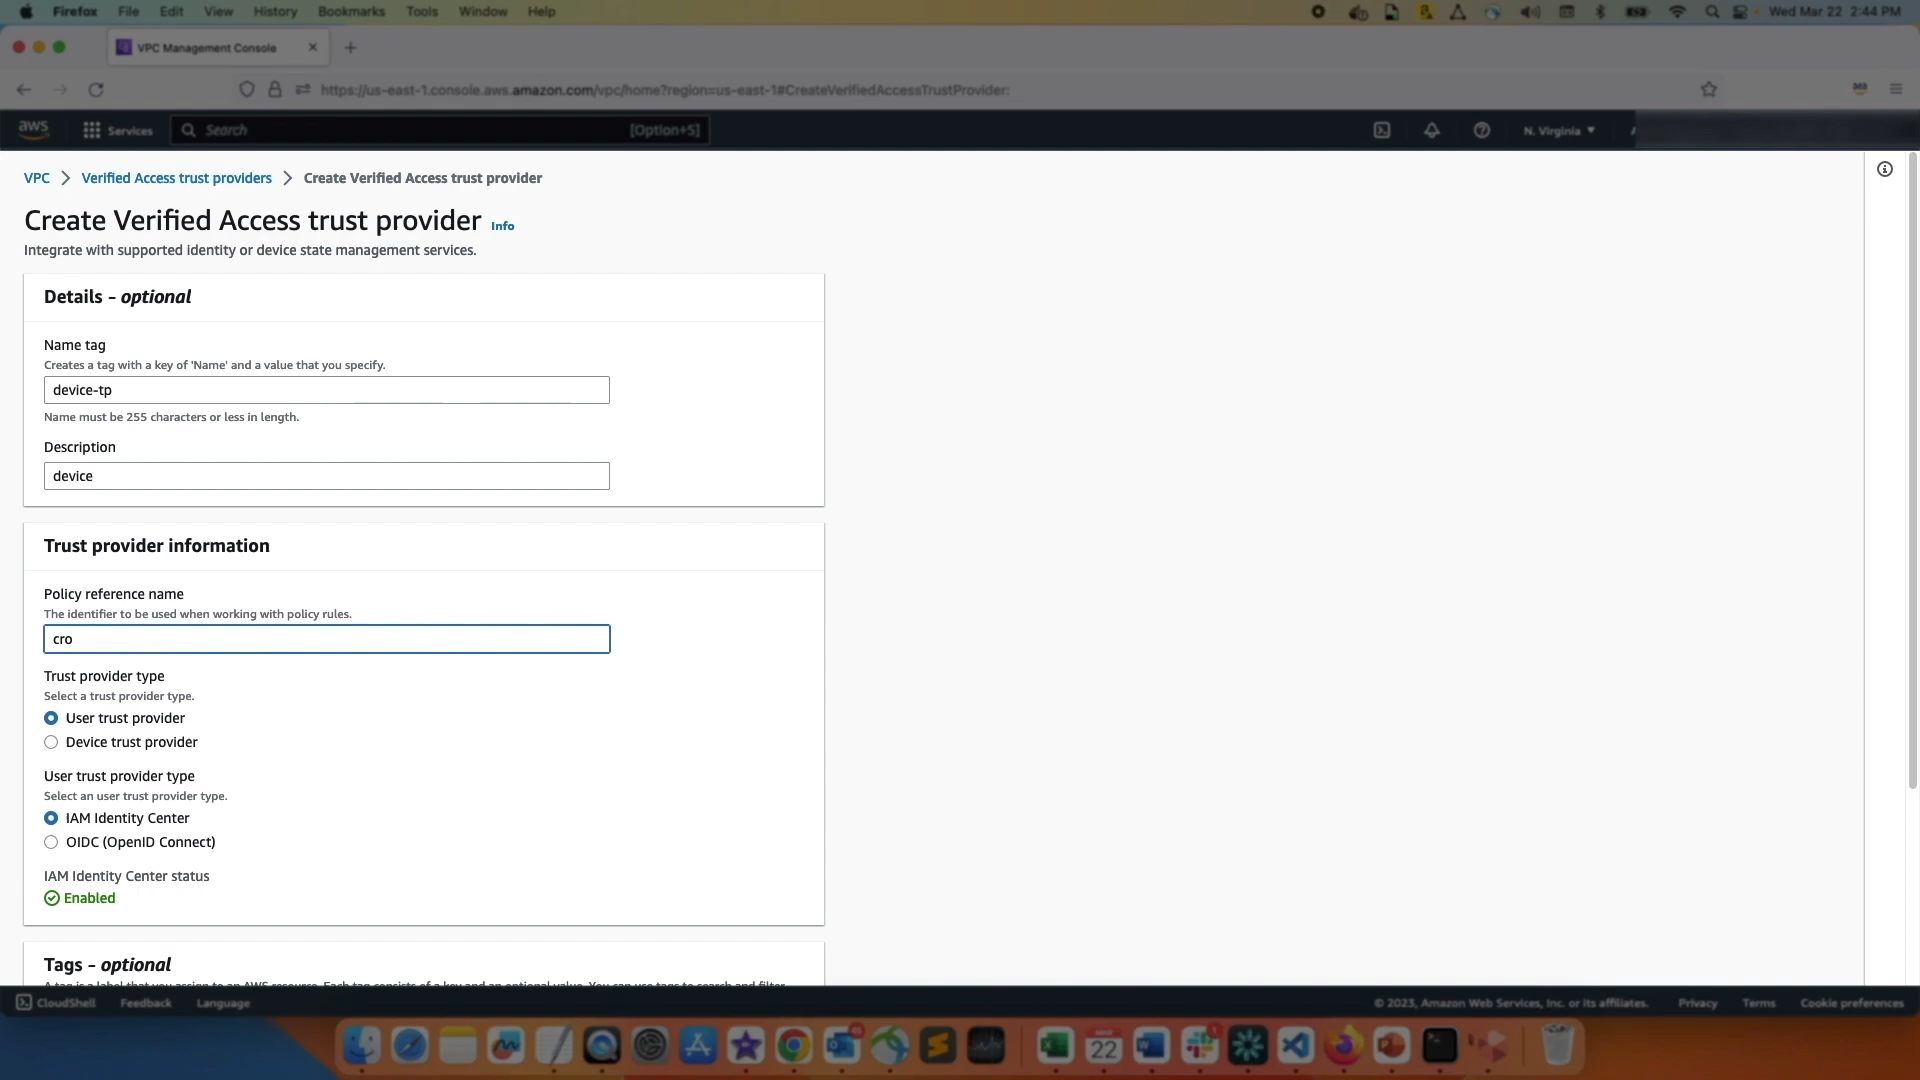 Firefox File Edit View History Bookmarks Tools Window Help
Wed Mar 22 2:44 PM
VPC Management Console
https://us-east-1.console.aws.amazon.com/vpc/home?region=us-east-1#CreateVerifiedAccessTrustProvider:
aws Services Search [Option+S] N. Virginia
VPC > Verified Access trust providers > Create Verified Access trust provider
Create Verified Access trust provider Info
Integrate with supported identity or device state management services.
Details - optional
Name tag
Creates a tag with a key of 'Name' and a value that you specify.
device-tp
Name must be 255 characters or less in length.
Description
device
Trust provider information
Policy reference name
The identifier to be used when working with policy rules.
cro
Trust provider type
Select a trust provider type.
User trust provider
Device trust provider
User trust provider type
Select an user trust provider type.
IAM Identity Center
OIDC (OpenID Connect)
IAM Identity Center status
Enabled
Tags - optional
A tag is a label that you assign to an AWS resource. Each tag consists of a key and an optional value. You can use tags to search and filter
CloudShell Feedback Language
© 2023, Amazon Web Services, Inc. or its affiliates. Privacy Terms Cookie preferences
22